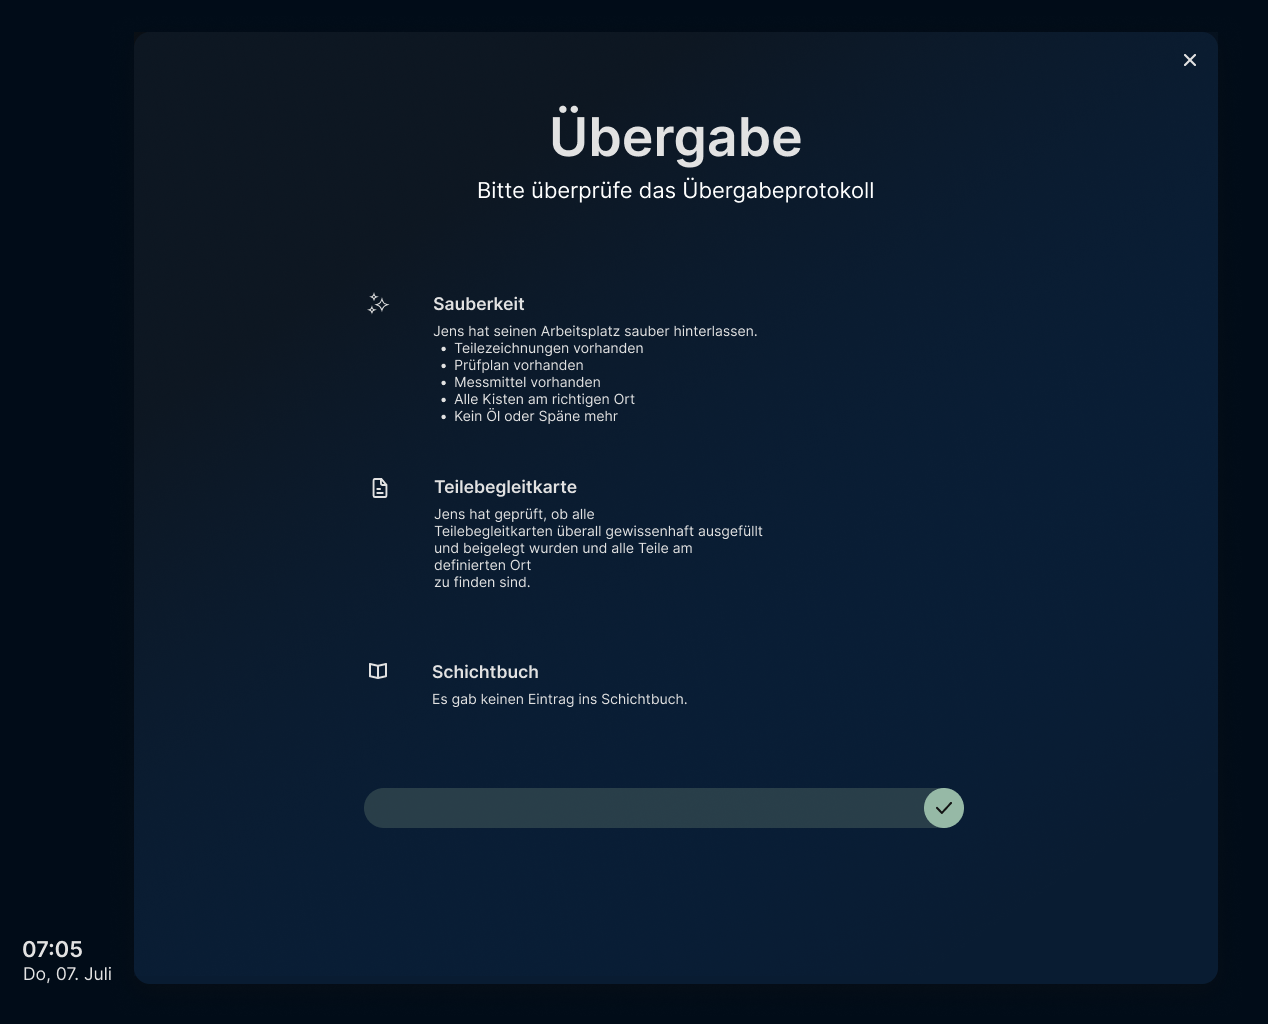 Übergabe
Bitte überprüfe das Übergabeprotokoll
Sauberkeit
Jens hat seinen Arbeitsplatz sauber hinterlassen.
• Teilezeichnungen vorhanden
• Prüfplan vorhanden
• Messmittel vorhanden
• Alle Kisten am richtigen Ort
• Kein Öl oder Späne mehr
Teilebegleitkarte
Jens hat geprüft, ob alle
Teilebegleitkarten überall gewissenhaft ausgefüllt
und beigelegt wurden und alle Teile am
definierten Ort
zu finden sind.
Schichtbuch
Es gab keinen Eintrag ins Schichtbuch.
07:05
Do, 07. Juli